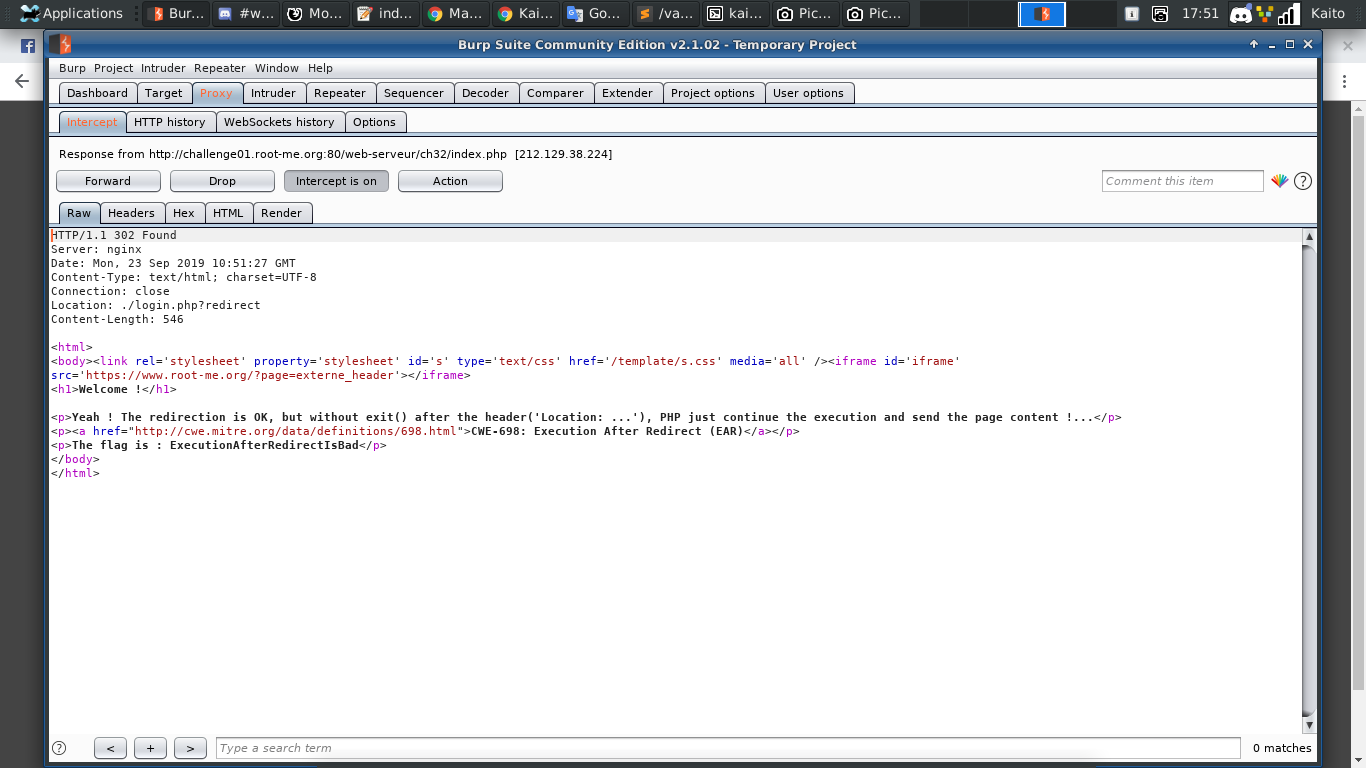 Applications Bur... #w... Mo... ind... Ma... Kai... Go... /va... kai... Pic... Pic... 17:51 Kaito
Burp Suite Community Edition v2.1.02 - Temporary Project
Burp Project Intruder Repeater Window Help
Dashboard Target Proxy Intruder Repeater Sequencer Decoder Comparer Extender Project options User options
Intercept HTTP history WebSockets history Options
Response from http://challenge01.root-me.org:80/web-serveur/ch32/index.php [212.129.38.224]
Forward Drop Intercept is on Action Comment this item ?
Raw Headers Hex HTML Render
HTTP/1.1 302 Found
Server: nginx
Date: Mon, 23 Sep 2019 10:51:27 GMT
Content-Type: text/html; charset=UTF-8
Connection: close
Location: ./login.php?redirect
Content-Length: 546
<html>
<body><link rel='stylesheet' property='stylesheet' id='s' type='text/css' href='/template/s.css' media='all' /><iframe id='iframe'
src='https://www.root-me.org/?page=externe_header'></iframe>
<h1>Welcome !</h1>
<p>Yeah ! The redirection is OK, but without exit() after the header('Location: ...'), PHP just continue the execution and send the page content !...</p>
<p><a href="http://cwe.mitre.org/data/definitions/698.html">CWE-698: Execution After Redirect (EAR)</a></p>
<p>The flag is : ExecutionAfterRedirectIsBad</p>
</body>
</html>
? < + > Type a search term 0 matches